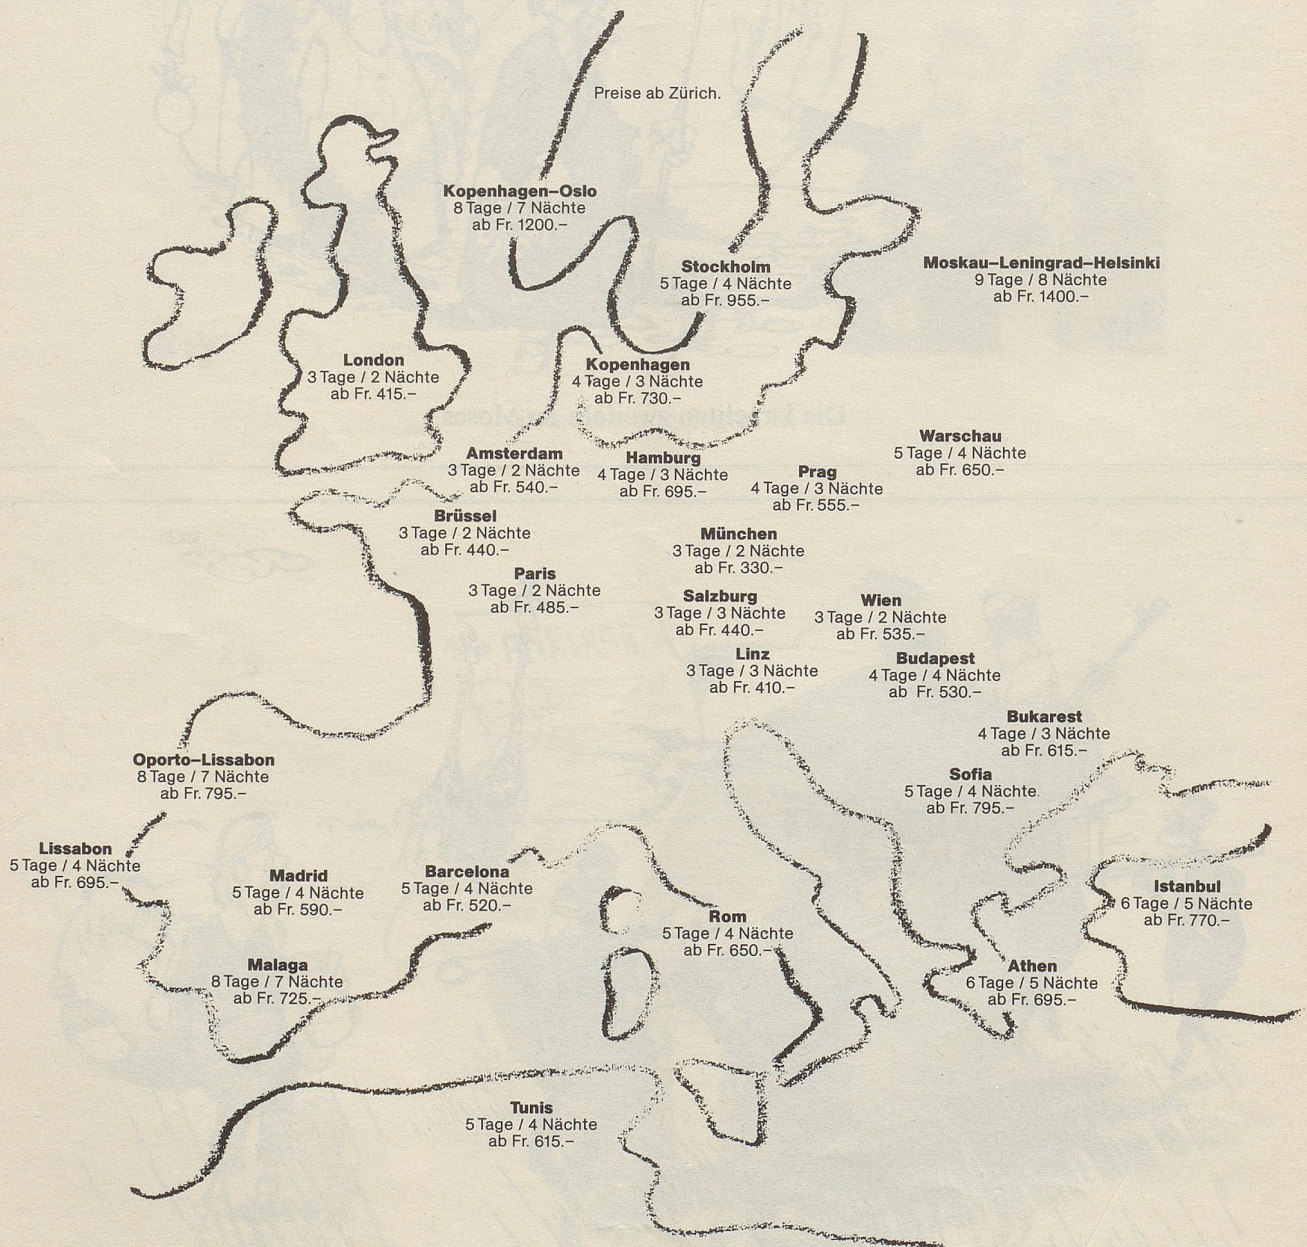 Preise ab Zürich.
Kopenhagen–Oslo
8 Tage / 7 Nächte
ab Fr. 1200.–
Stockholm
5 Tage / 4 Nächte
ab Fr. 955.–
Moskau–Leningrad–Helsinki
9 Tage / 8 Nächte
ab Fr. 1400.–
London
3 Tage / 2 Nächte
ab Fr. 415.–
Kopenhagen
4 Tage / 3 Nächte
ab Fr. 730.–
Amsterdam
3 Tage / 2 Nächte
ab Fr. 540.–
Hamburg
4 Tage / 3 Nächte
ab Fr. 695.–
Prag
4 Tage / 3 Nächte
ab Fr. 555.–
Warschau
5 Tage / 4 Nächte
ab Fr. 650.–
Brüssel
3 Tage / 2 Nächte
ab Fr. 440.–
München
3 Tage / 2 Nächte
ab Fr. 330.–
Paris
3 Tage / 2 Nächte
ab Fr. 485.–
Salzburg
3 Tage / 3 Nächte
ab Fr. 440.–
Wien
3 Tage / 2 Nächte
ab Fr. 535.–
Linz
3 Tage / 3 Nächte
ab Fr. 410.–
Budapest
4 Tage / 4 Nächte
ab Fr. 530.–
Bukarest
4 Tage / 3 Nächte
ab Fr. 615.–
Oporto–Lissabon
8 Tage / 7 Nächte
ab Fr. 795.–
Sofia
5 Tage / 4 Nächte
ab Fr. 795.–
Lissabon
5 Tage / 4 Nächte
ab Fr. 695.–
Madrid
5 Tage / 4 Nächte
ab Fr. 590.–
Barcelona
5 Tage / 4 Nächte
ab Fr. 520.–
Rom
5 Tage / 4 Nächte
ab Fr. 650.–
Istanbul
6 Tage / 5 Nächte
ab Fr. 770.–
Malaga
8 Tage / 7 Nächte
ab Fr. 725.–
Athen
6 Tage / 5 Nächte
ab Fr. 695.–
Tunis
5 Tage / 4 Nächte
ab Fr. 615.–